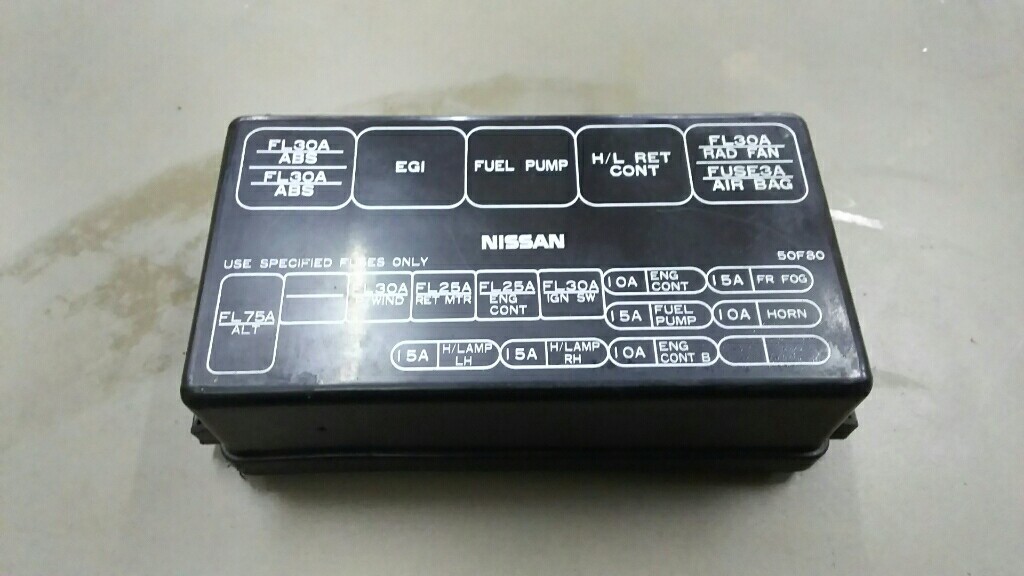 FL30A
ABS
FL30A
ABS
EGI
FUEL PUMP
H/L RET
CONT
FL30A
RAD FAN
FUSE3A
AIR BAG
NISSAN
USE SPECIFIED FUSES ONLY
50F80
FL75A
ALT
FL30A
P/WIND
FL25A
RET MTR
FL25A
ENG
CONT
FL30A
IGN SW
10A ENG
CONT
15A FR FOG
15A FUEL
PUMP
10A HORN
15A H/LAMP
LH
15A H/LAMP
RH
10A ENG
CONT B